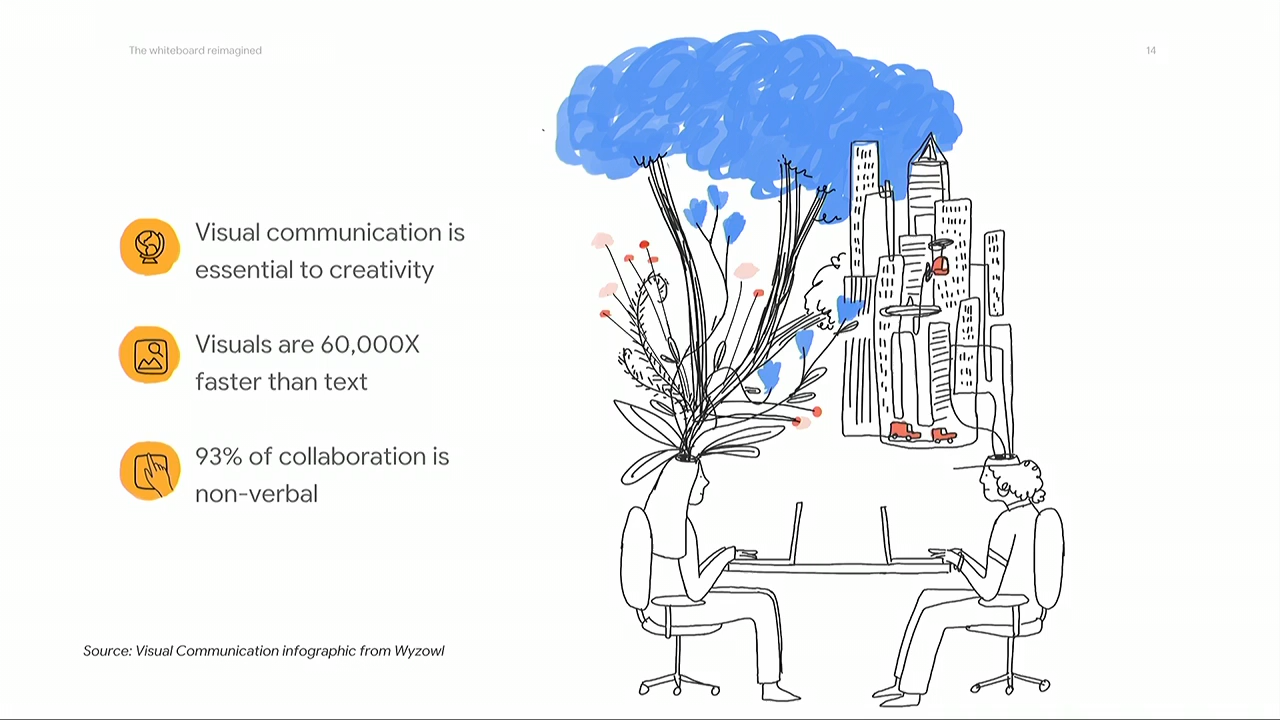 The whiteboard reimagined
14
Visual communication is
essential to creativity
Visuals are 60,000X
faster than text
93% of collaboration is
non-verbal
Source: Visual Communication infographic from Wyzowl